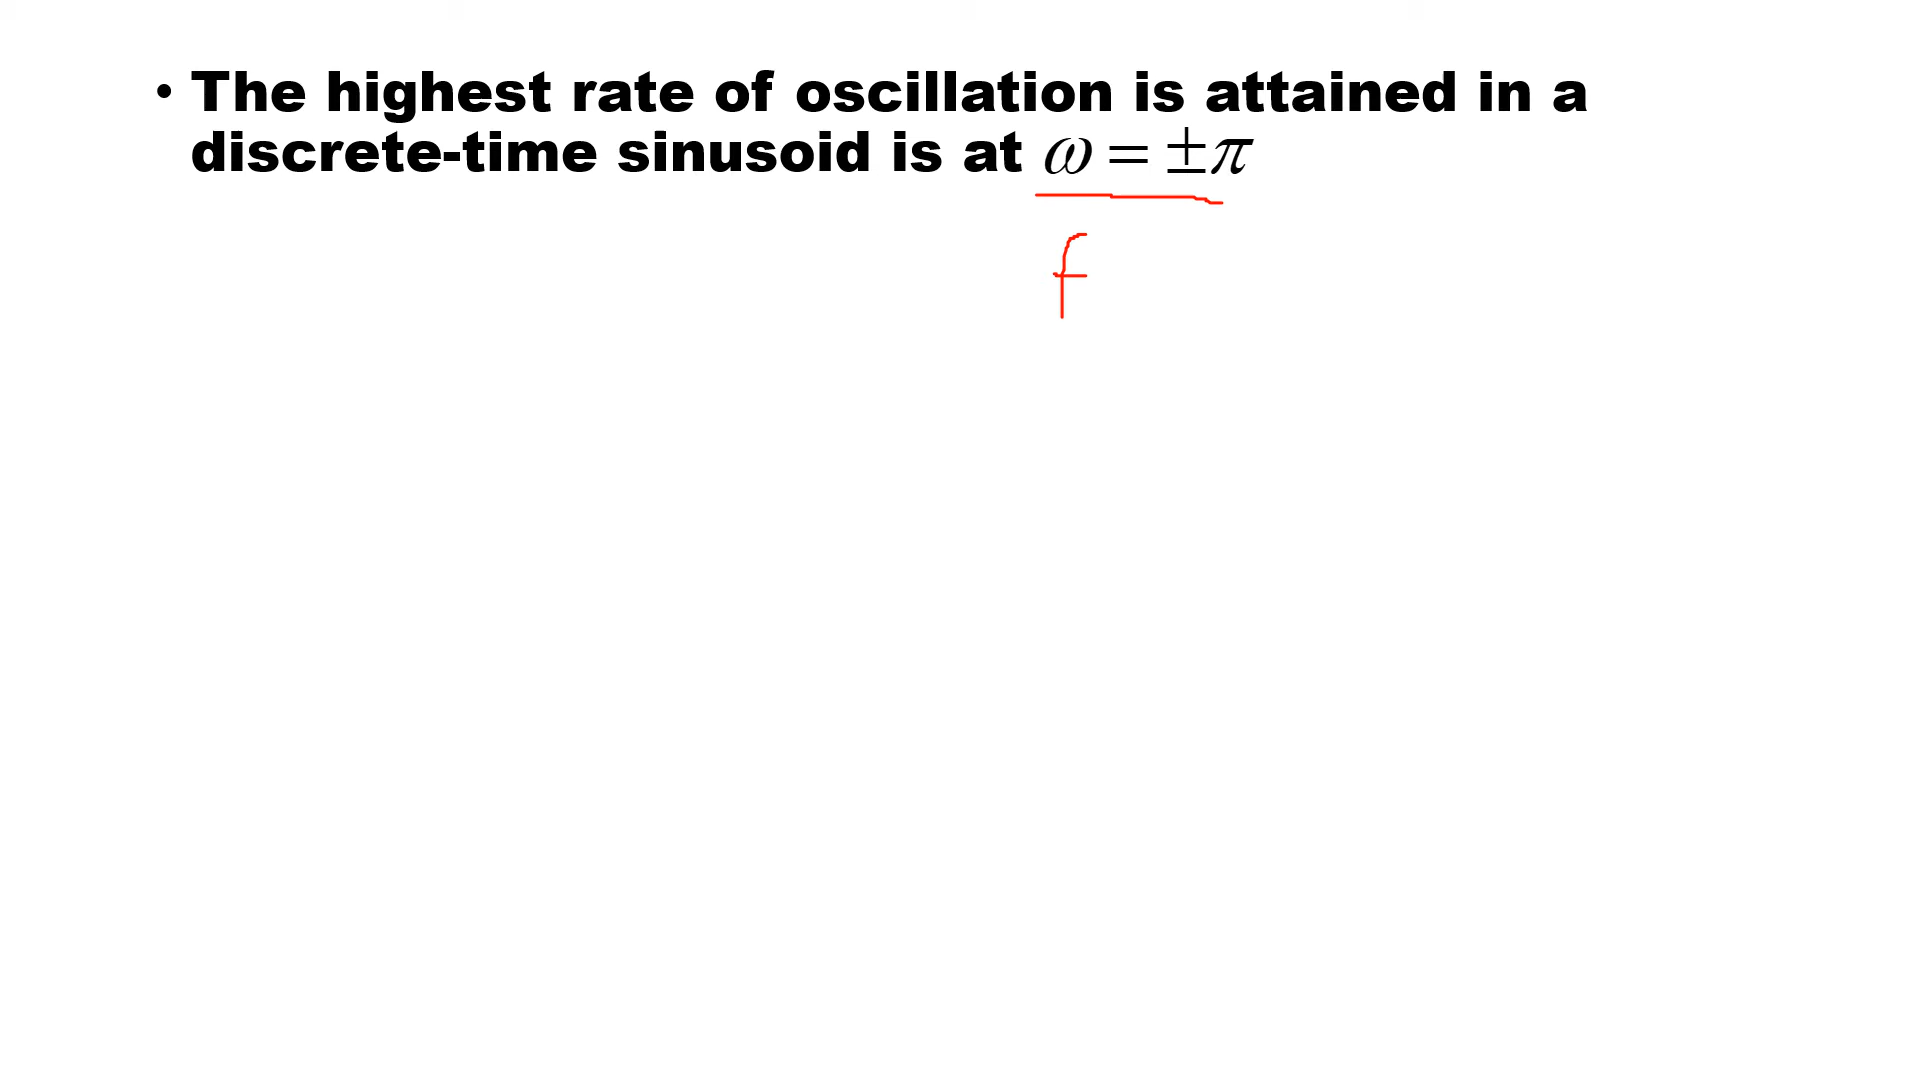 • The highest rate of oscillation is attained in a
discrete-time sinusoid is at ω = ±π
f